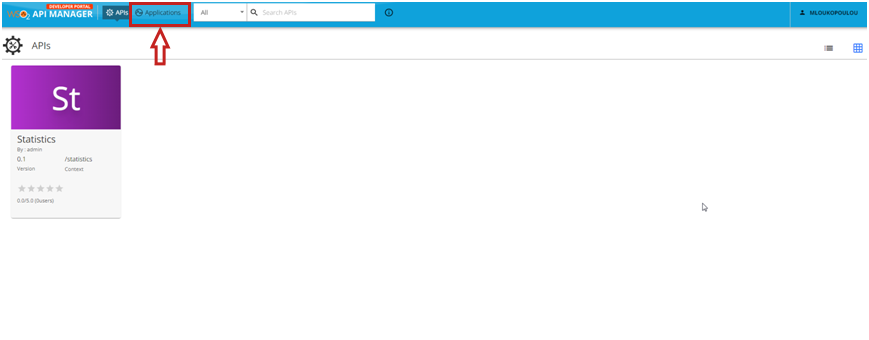 DEVELOPER PORTAL
WSO2 API MANAGER
APIs
Applications
All
Search APIs
MLOUKOPOULOU
APIs
St
Statistics
By : admin
0.1 /statistics
Version Context
0.0/5.0 (0users)